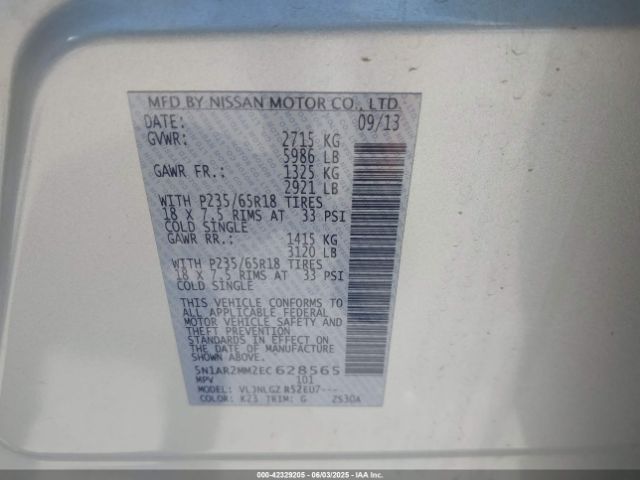 MFD BY NISSAN MOTOR CO., LTD.
DATE: 09/13
GVWR: 2715 KG
5986 LB
GAWR FR.: 1325 KG
2921 LB
WITH P235/65R18 TIRES
18 X 7.5 RIMS AT 33 PSI
COLD SINGLE
GAWR RR.: 1415 KG
3120 LB
WITH P235/65R18 TIRES
18 X 7.5 RIMS AT 33 PSI
COLD SINGLE
THIS VEHICLE CONFORMS TO
ALL APPLICABLE FEDERAL
MOTOR VEHICLE SAFETY AND
THEFT PREVENTION
STANDARDS IN EFFECT ON
THE DATE OF MANUFACTURE
SHOWN ABOVE.
5N1AR2MM2EC628565
MPV 101
MODEL: VLJNLGZ R52EU7---
COLOR: K23 TRIM: G 2S30A
000-42329205 | 06/03/2025 - IAA Inc.